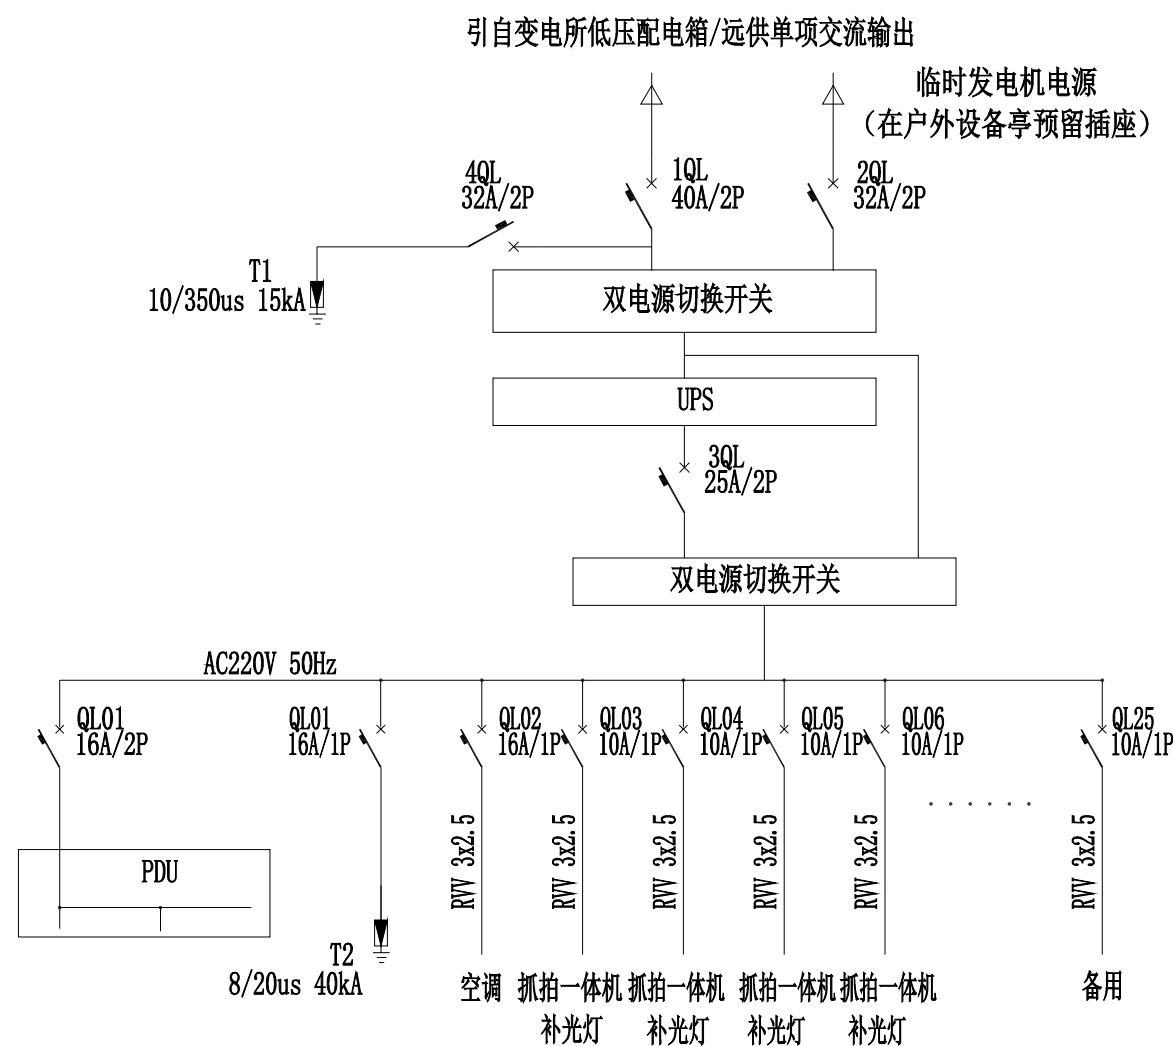 引自变电所低压配电箱/远供单项交流输出
临时发电机电源
（在户外设备亭预留插座）
4QL
32A/2P
1QL
40A/2P
2QL
32A/2P
T1
10/350us 15kA
双电源切换开关
UPS
3QL
25A/2P
双电源切换开关
AC220V 50Hz
QL01
16A/2P
QL01
16A/1P
QL02
16A/1P
QL03
10A/1P
QL04
10A/1P
QL05
10A/1P
QL06
10A/1P
QL25
10A/1P
RVV 3x2.5
RVV 3x2.5
RVV 3x2.5
RVV 3x2.5
RVV 3x2.5
RVV 3x2.5
PDU
T2
8/20us 40kA
空调
抓拍一体机
补光灯
抓拍一体机
补光灯
抓拍一体机
补光灯
抓拍一体机
补光灯
备用